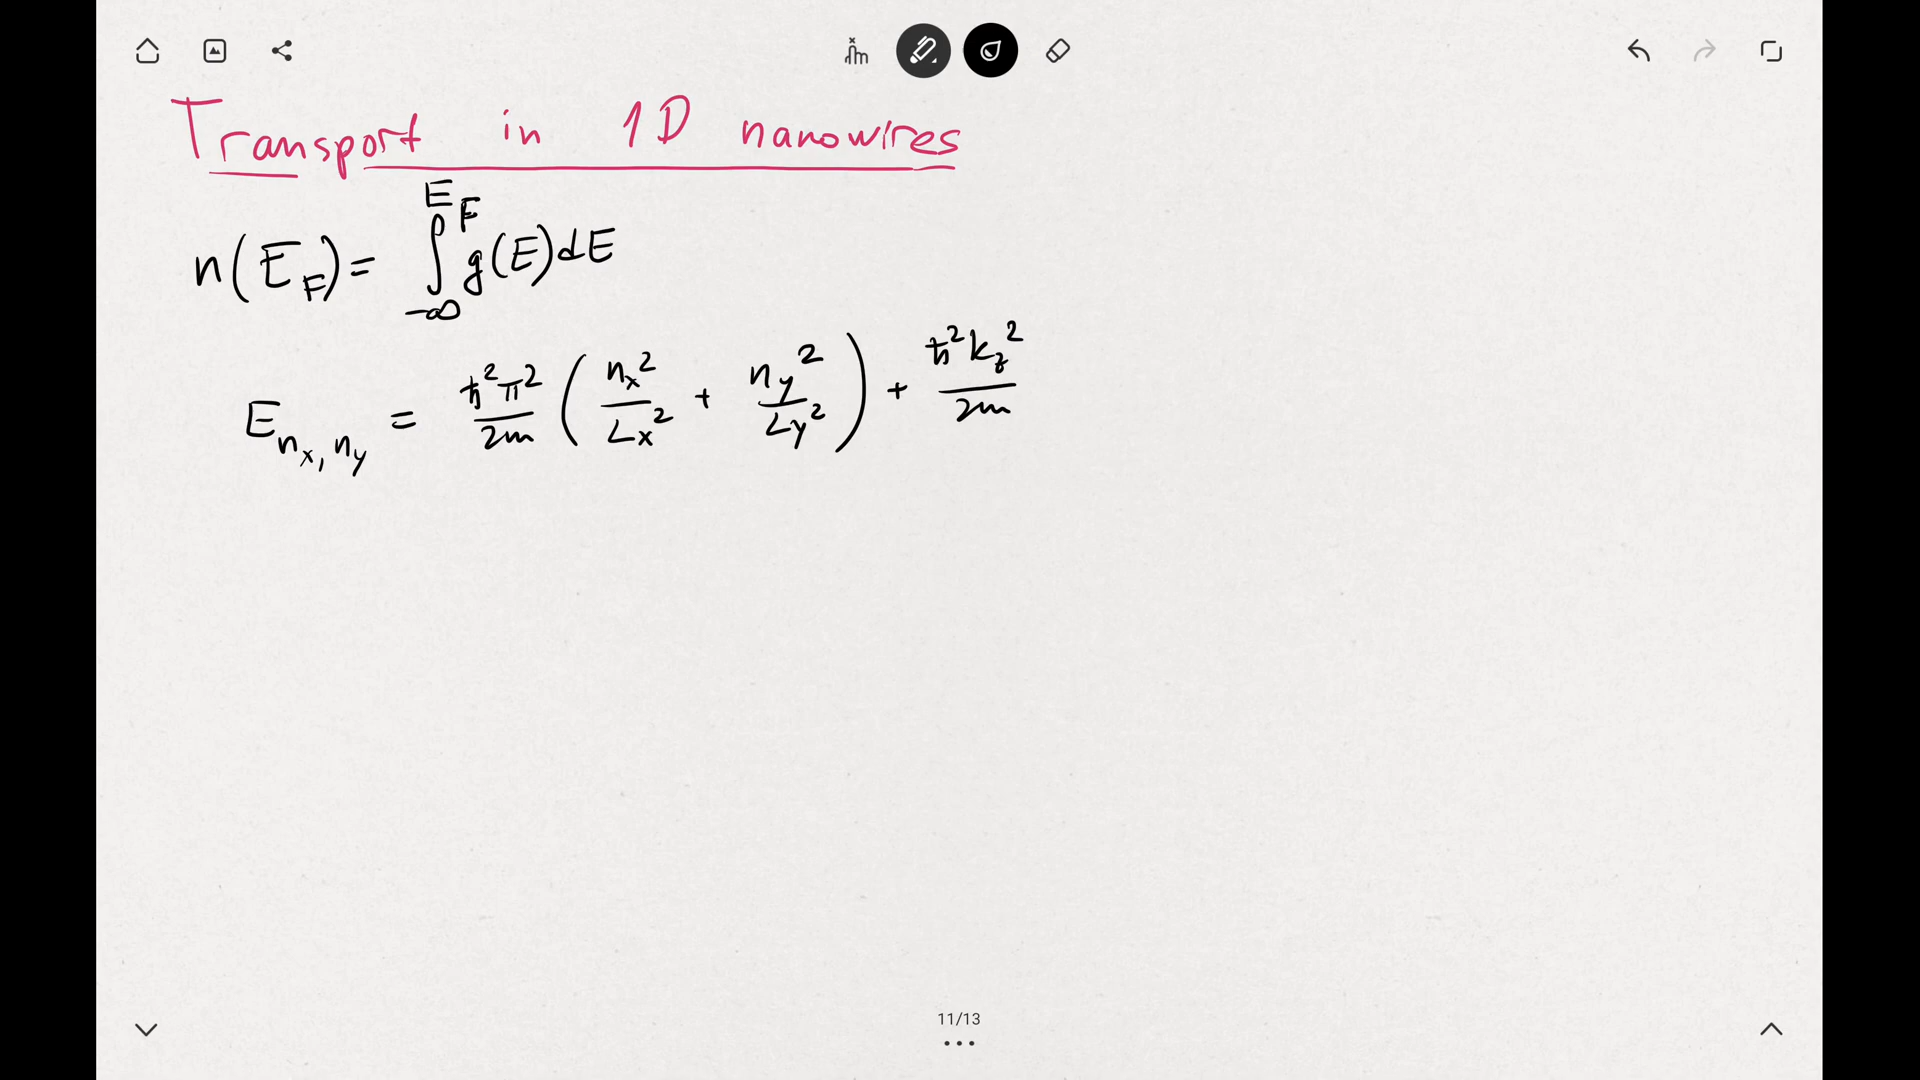 Transport in 1D nanowires
n(E_F) = ∫_{-∞}^{E_F} g(E)dE
E_{n_x, n_y} = ħ²π²/2m (n_x²/L_x² + n_y²/L_y²) + ħ²k_z²/2m
11/13